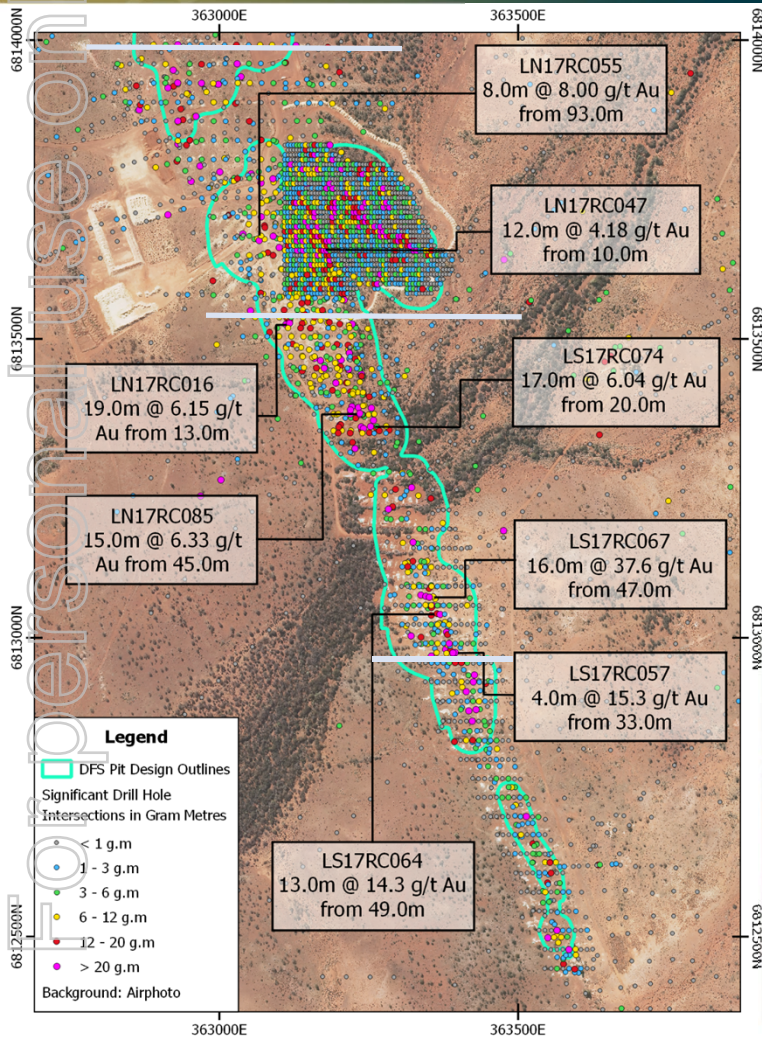 363000E
363500E
6814000N
6814000N
LN17RC055
8.0m @ 8.00 g/t Au
from 93.0m
LN17RC047
12.0m @ 4.18 g/t Au
from 10.0m
6813500N
6813500N
LS17RC074
17.0m @ 6.04 g/t Au
from 20.0m
LN17RC016
19.0m @ 6.15 g/t
Au from 13.0m
LN17RC085
15.0m @ 6.33 g/t
Au from 45.0m
LS17RC067
16.0m @ 37.6 g/t Au
from 47.0m
6813000N
6813000N
LS17RC057
4.0m @ 15.3 g/t Au
from 33.0m
LS17RC064
13.0m @ 14.3 g/t Au
from 49.0m
Legend
DFS Pit Design Outlines
Significant Drill Hole
Intersections in Gram Metres
< 1 g.m
1 - 3 g.m
3 - 6 g.m
6 - 12 g.m
12 - 20 g.m
> 20 g.m
Background: Airphoto
6812500N
6812500N
363000E
363500E
For personal use on